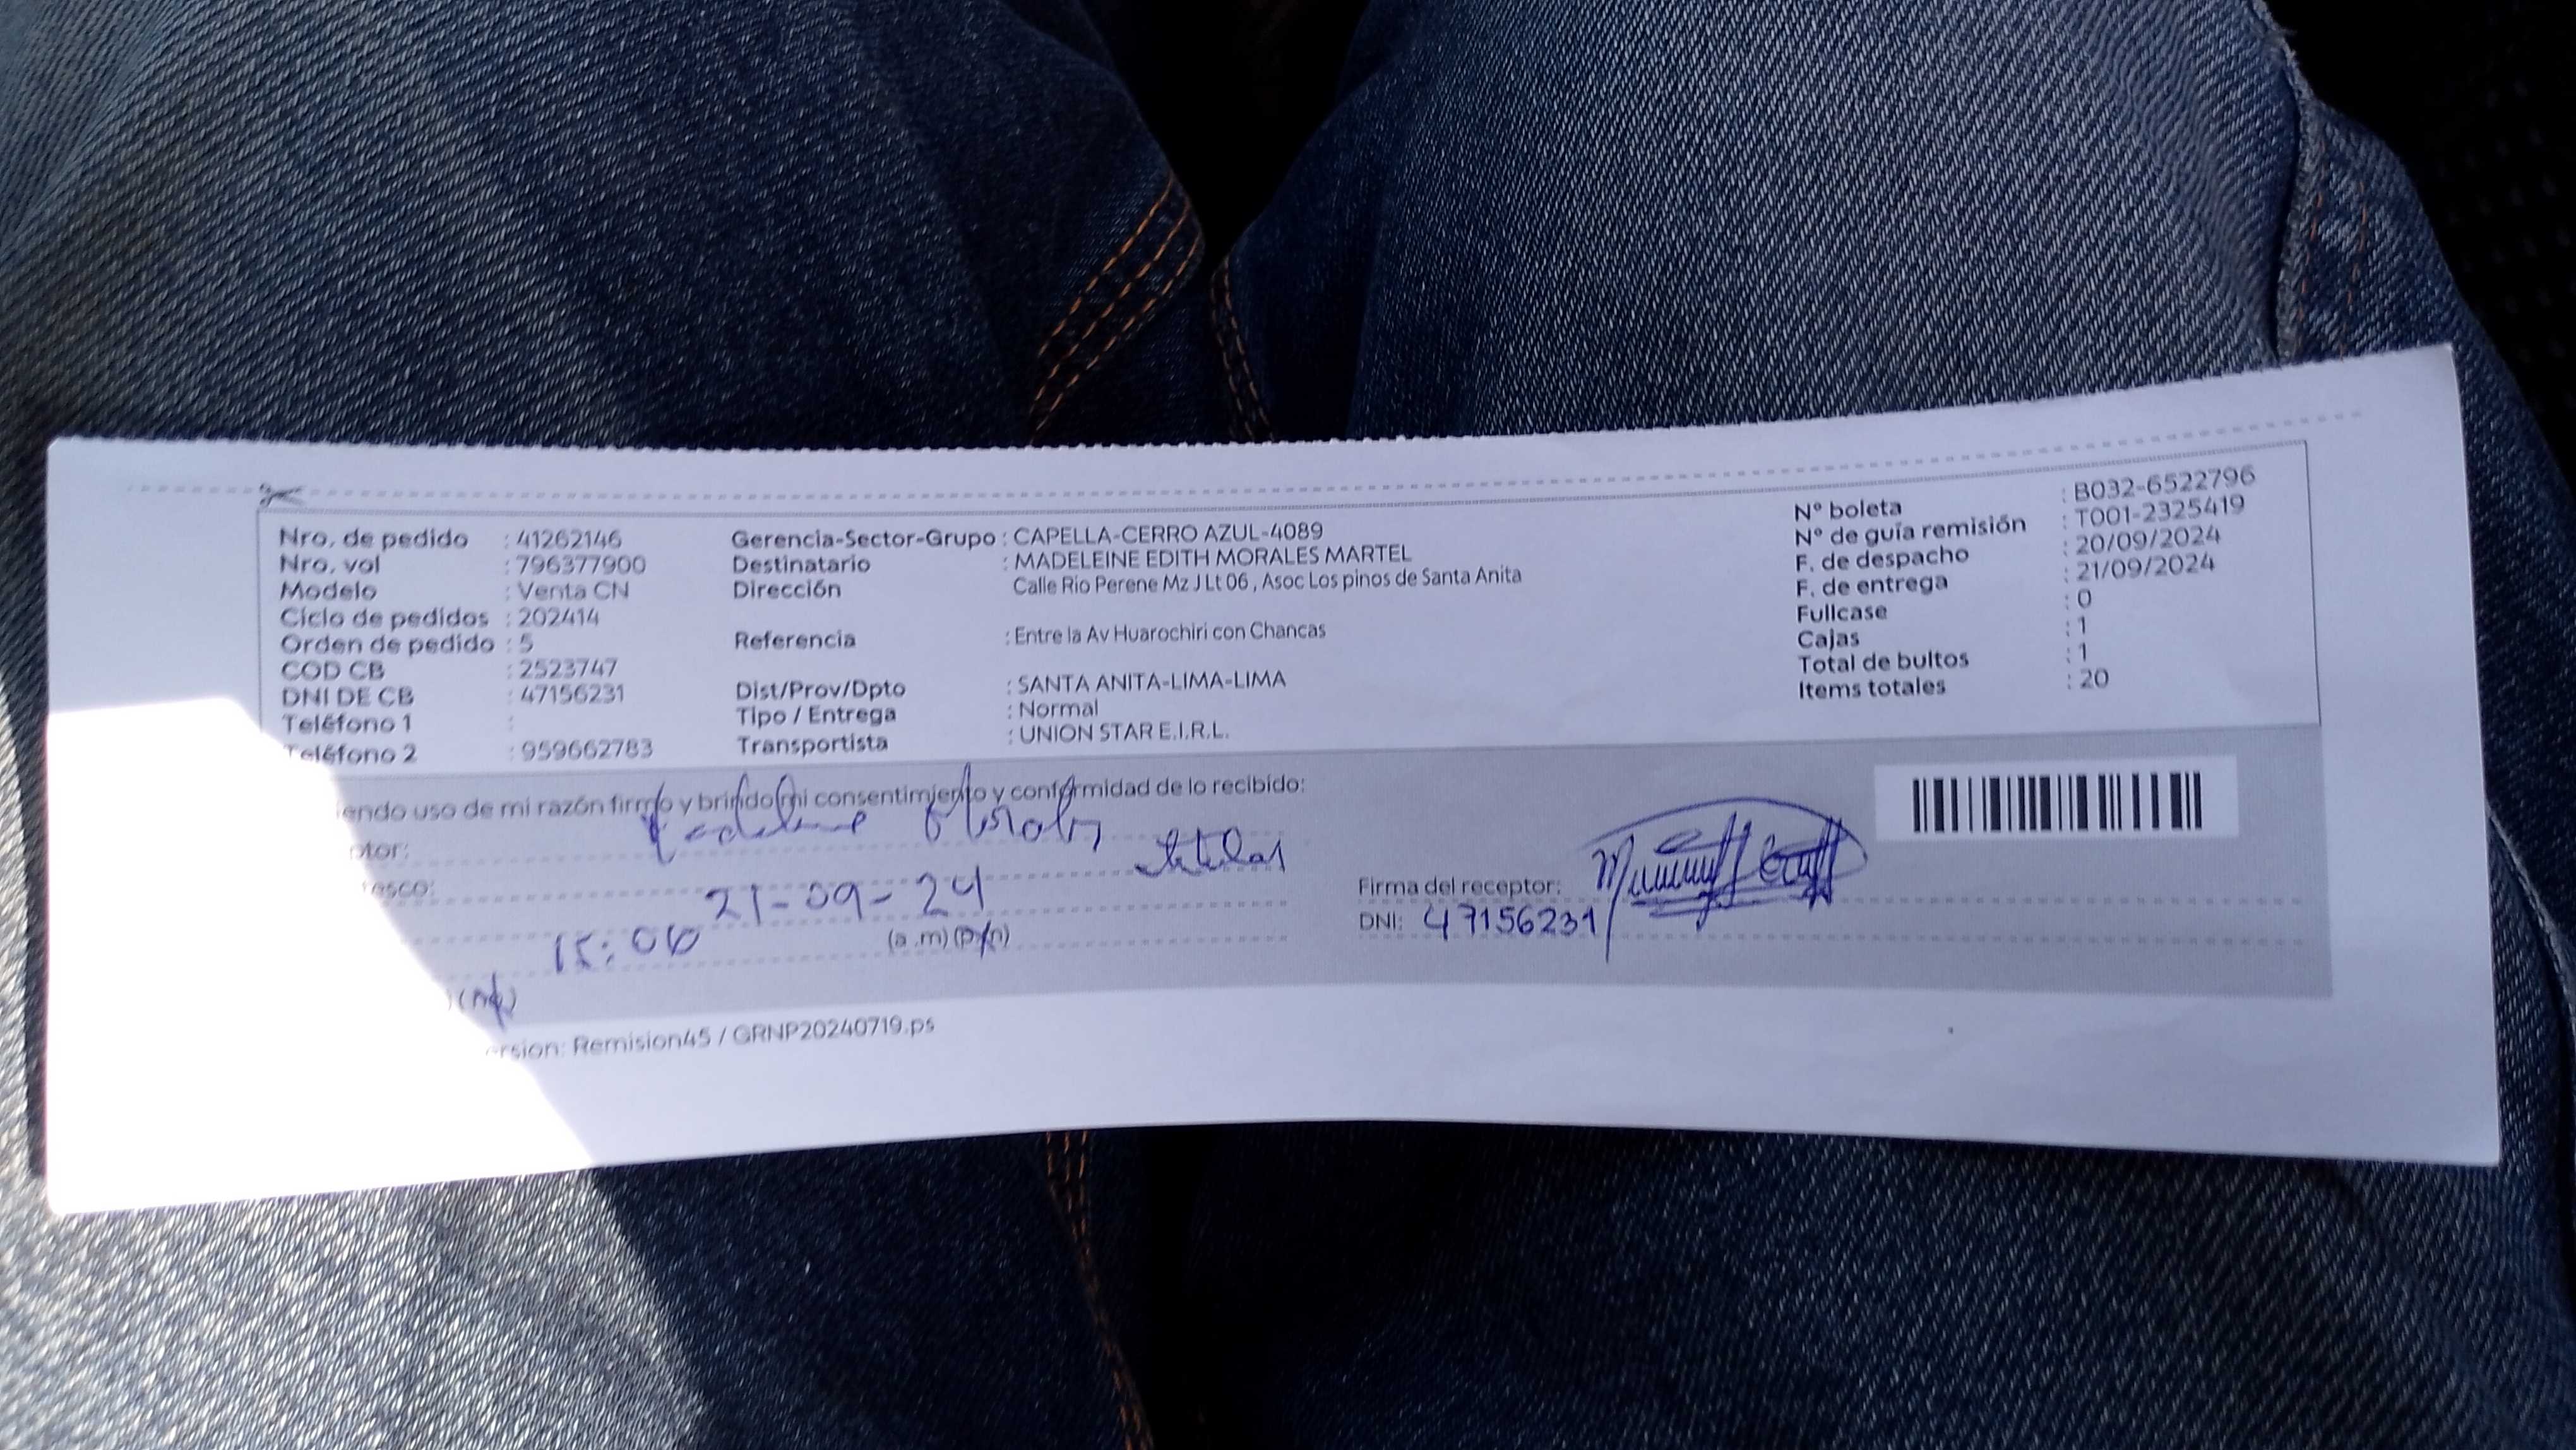 Nro. de pedido : 41262146
Nro. vol : 796377900
Modelo : Venta CN
Ciclo de pedidos : 202414
Orden de pedido : 5
COD CB : 2523747
DNI DE CB : 47156231
Teléfono 1 :
Teléfono 2 : 959662783
Gerencia-Sector-Grupo : CAPELLA-CERRO AZUL-4089
Destinatario : MADELEINE EDITH MORALES MARTEL
Dirección Calle Rio Perene Mz J Lt 06 , Asoc Los pinos de Santa Anita
Referencia : Entre la Av Huarochiri con Chancas
Dist/Prov/Dpto : SANTA ANITA-LIMA-LIMA
Tipo / Entrega : Normal
Transportista : UNION STAR E.I.R.L.
N° boleta : B032-6522796
N° de guía remisión : T001-2325419
F. de despacho : 20/09/2024
F. de entrega : 21/09/2024
Fullcase : 0
Cajas : 1
Total de bultos : 1
Items totales : 20
iendo uso de mi razón firmo y brindo mi consentimiento y conformidad de lo recibido:
ptor: Morales
esco: titular
21-09-24
15:06 (a.m) (p.m)
Firma del receptor:
DNI: 47156231
ersion: Remision45 / GRNP20240719.ps